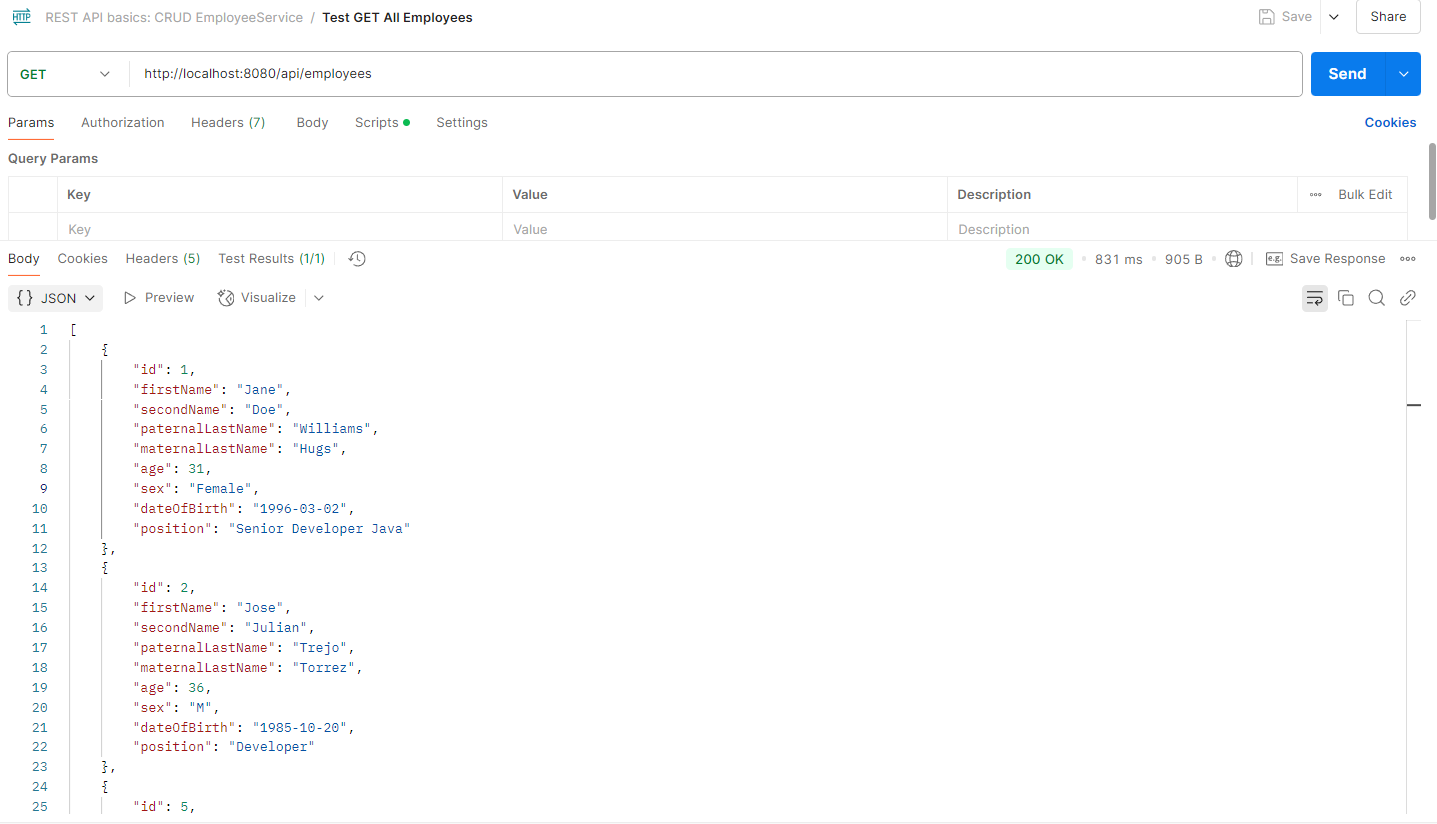 HTTP REST API basics: CRUD EmployeeService / Test GET All Employees Save Share
GET http://localhost:8080/api/employees Send
Params Authorization Headers (7) Body Scripts Settings Cookies
Query Params
Key Value Description Bulk Edit
Key Value Description
Body Cookies Headers (5) Test Results (1/1) 200 OK 831 ms 905 B e.g. Save Response
{} JSON Preview Visualize
1 [
2 {
3 "id": 1,
4 "firstName": "Jane",
5 "secondName": "Doe",
6 "paternalLastName": "Williams",
7 "maternalLastName": "Hugs",
8 "age": 31,
9 "sex": "Female",
10 "dateOfBirth": "1996-03-02",
11 "position": "Senior Developer Java"
12 },
13 {
14 "id": 2,
15 "firstName": "Jose",
16 "secondName": "Julian",
17 "paternalLastName": "Trejo",
18 "maternalLastName": "Torrez",
19 "age": 36,
20 "sex": "M",
21 "dateOfBirth": "1985-10-20",
22 "position": "Developer"
23 },
24 {
25 "id": 5,